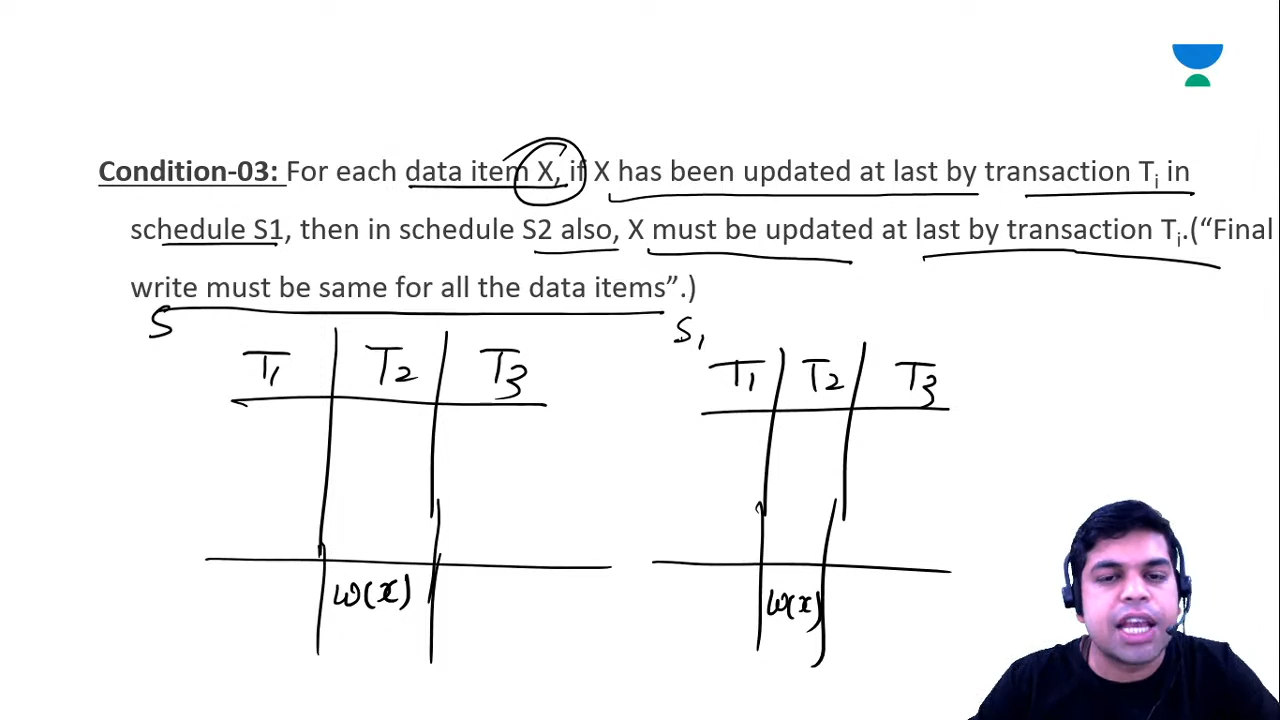 Condition-03: For each data item X, if X has been updated at last by transaction Ti in
schedule S1, then in schedule S2 also, X must be updated at last by transaction Ti.(“Final
write must be same for all the data items”.)
S
S1
T1 T2 T3
T1 T2 T3
W(x)
W(x)